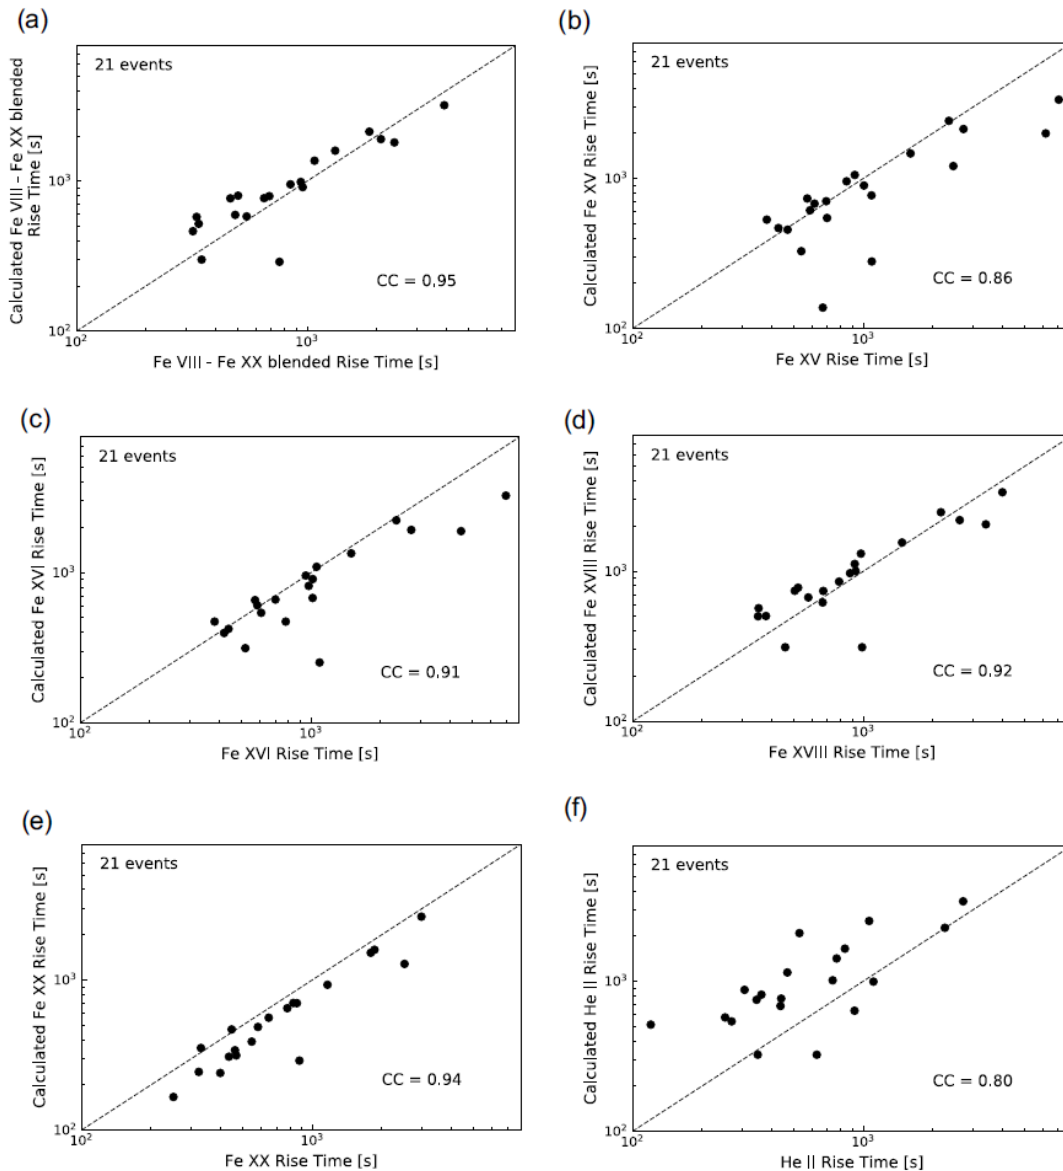 (a)
21 events
Calculated Fe VIII – Fe XX blended
Rise Time [s]
10³
10²
CC = 0.95
10²
10³
Fe VIII - Fe XX blended Rise Time [s]
(b)
21 events
Calculated Fe XV Rise Time [s]
10³
10²
CC = 0.86
10²
10³
Fe XV Rise Time [s]
(c)
21 events
Calculated Fe XVI Rise Time [s]
10³
10²
CC = 0.91
10²
10³
Fe XVI Rise Time [s]
(d)
21 events
Calculated Fe XVIII Rise Time [s]
10³
10²
CC = 0.92
10²
10³
Fe XVIII Rise Time [s]
(e)
21 events
Calculated Fe XX Rise Time [s]
10³
10²
CC = 0.94
10²
10³
Fe XX Rise Time [s]
(f)
21 events
Calculated He II Rise Time [s]
10³
10²
CC = 0.80
10²
10³
He II Rise Time [s]